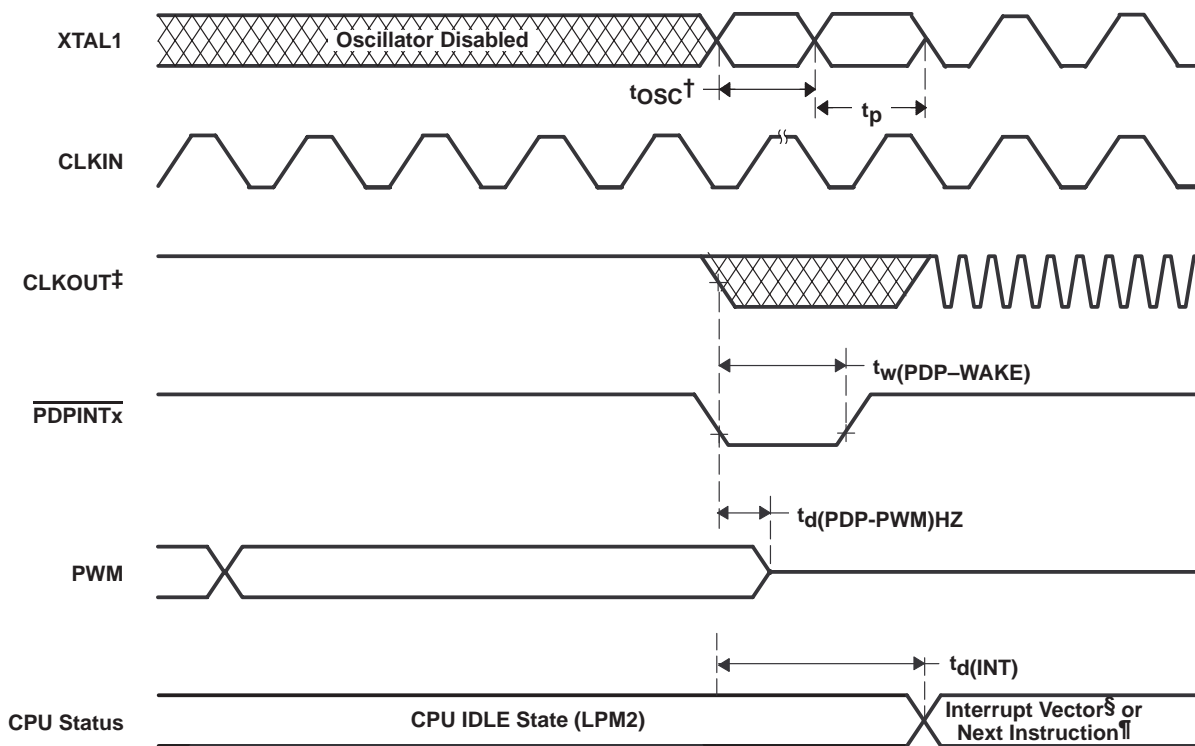 XTAL1
Oscillator Disabled
tOSC†
tp
CLKIN
CLKOUT‡
tw(PDP–WAKE)
PDPINTx
td(PDP-PWM)HZ
PWM
td(INT)
CPU Status
CPU IDLE State (LPM2)
Interrupt Vector§ or
Next Instruction¶